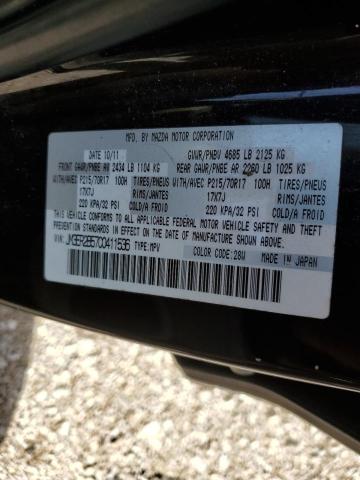 MFD. BY MAZDA MOTOR CORPORATION
DATE 10/11 GVWR/PNBV 4685 LB 2125 KG
FRONT GAWR/PNBE AV 2434 LB 1104 KG REAR GAWR/PNBE AR 2260 LB 1025 KG
WITH/AVEC P215/70R17 100H TIRES/PNEUS WITH/AVEC P215/70R17 100H TIRES/PNEUS
17X7J RIMS/JANTES 17X7J RIMS/JANTES
220 KPA/32 PSI COLD/A FROID 220 KPA/32 PSI COLD/A FROID
THIS VEHICLE CONFORMS TO ALL APPLICABLE FEDERAL MOTOR VEHICLE SAFETY AND
THEFT PREVENTION STANDARDS IN EFFECT ON THE DATE OF MANUFACTURE SHOWN ABOVE.
TYPE: MPV
COLOR CODE: 28W MADE IN JAPAN